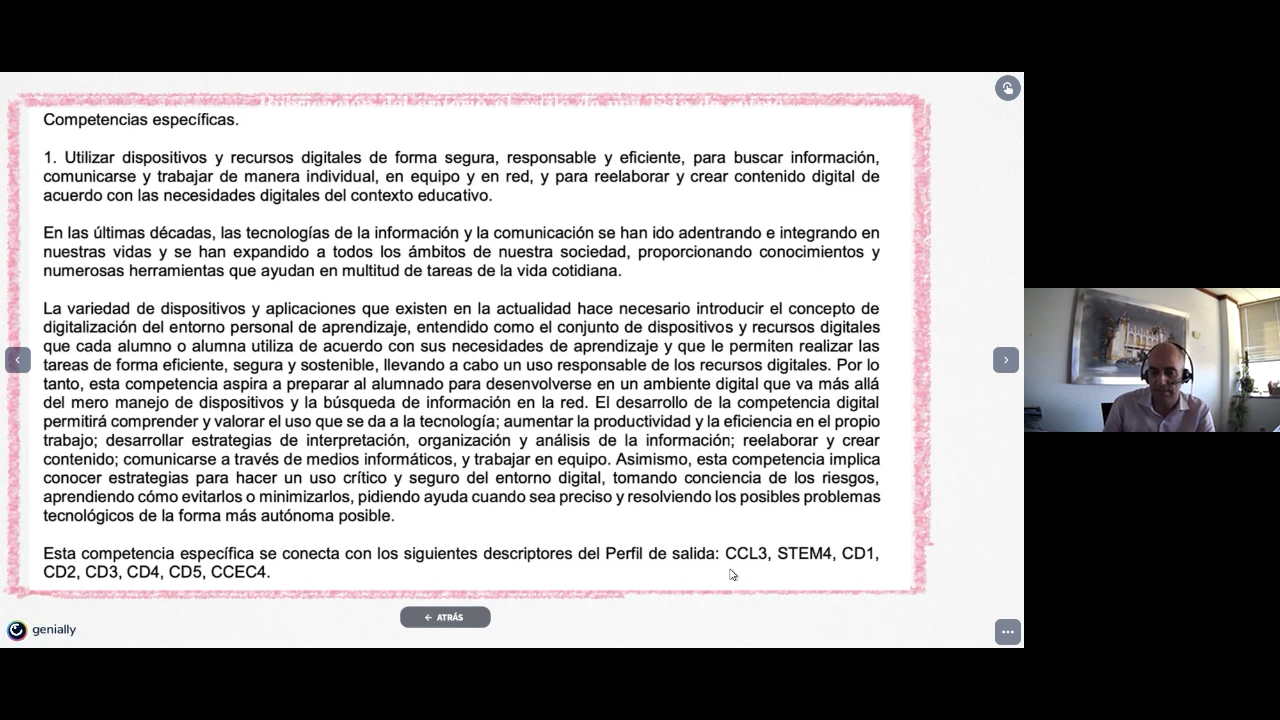 Competencias específicas.
1. Utilizar dispositivos y recursos digitales de forma segura, responsable y eficiente, para buscar información,
comunicarse y trabajar de manera individual, en equipo y en red, y para reelaborar y crear contenido digital de
acuerdo con las necesidades digitales del contexto educativo.
En las últimas décadas, las tecnologías de la información y la comunicación se han ido adentrando e integrando en
nuestras vidas y se han expandido a todos los ámbitos de nuestra sociedad, proporcionando conocimientos y
numerosas herramientas que ayudan en multitud de tareas de la vida cotidiana.
La variedad de dispositivos y aplicaciones que existen en la actualidad hace necesario introducir el concepto de
digitalización del entorno personal de aprendizaje, entendido como el conjunto de dispositivos y recursos digitales
que cada alumno o alumna utiliza de acuerdo con sus necesidades de aprendizaje y que le permiten realizar las
tareas de forma eficiente, segura y sostenible, llevando a cabo un uso responsable de los recursos digitales. Por lo
tanto, esta competencia aspira a preparar al alumnado para desenvolverse en un ambiente digital que va más allá
del mero manejo de dispositivos y la búsqueda de información en la red. El desarrollo de la competencia digital
permitirá comprender y valorar el uso que se da a la tecnología; aumentar la productividad y la eficiencia en el propio
trabajo; desarrollar estrategias de interpretación, organización y análisis de la información; reelaborar y crear
contenido; comunicarse a través de medios informáticos, y trabajar en equipo. Asimismo, esta competencia implica
conocer estrategias para hacer un uso crítico y seguro del entorno digital, tomando conciencia de los riesgos,
aprendiendo cómo evitarlos o minimizarlos, pidiendo ayuda cuando sea preciso y resolviendo los posibles problemas
tecnológicos de la forma más autónoma posible.
Esta competencia específica se conecta con los siguientes descriptores del Perfil de salida: CCL3, STEM4, CD1,
CD2, CD3, CD4, CD5, CCEC4.
← ATRÁS
genially